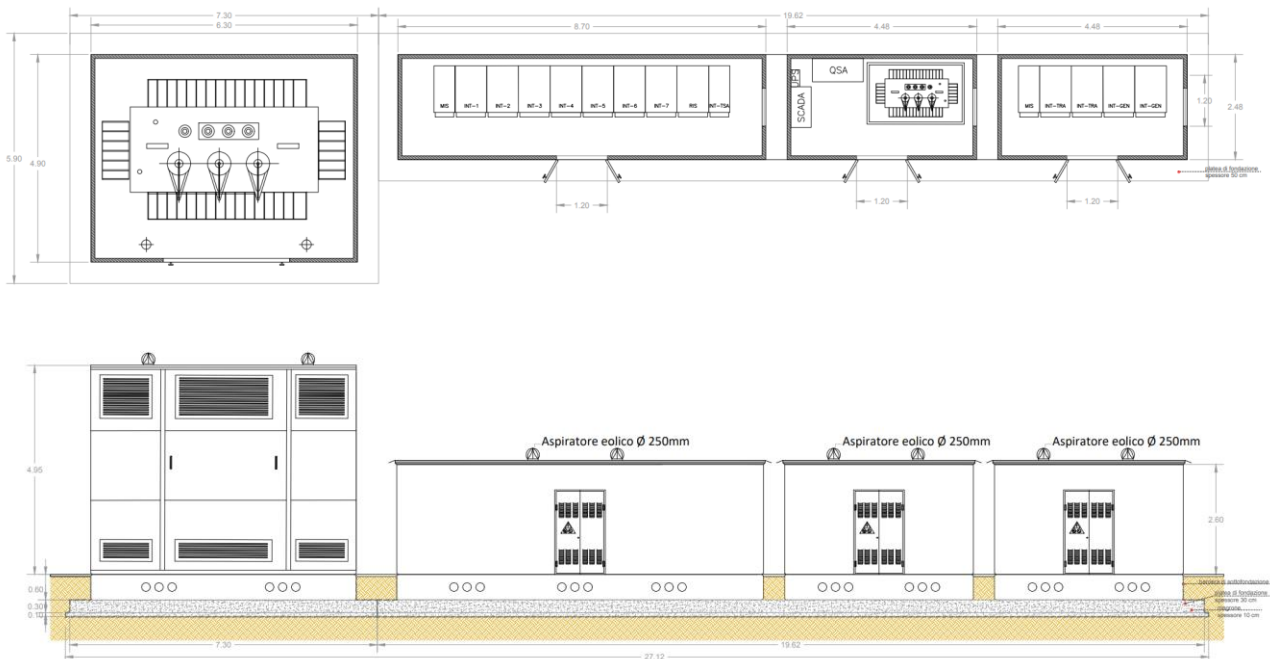 7.30
19.62
6.30
8.70
4.48
4.48
5.90
4.90
MIS INT-1 INT-2 INT-3 INT-4 INT-5 INT-6 INT-7 RIS INT-TSA
UPS
QSA
SCADA
MIS INT-TRA INT-TRA INT-GEN INT-GEN
1.20
2.48
platea di fondazione
spessore 50 cm
1.20
1.20
1.20
Aspiratore eolico Ø 250mm
Aspiratore eolico Ø 250mm
Aspiratore eolico Ø 250mm
4.95
2.60
0.60
0.30
0.10
platea di fondazione
spessore 30 cm
magrone
spessore 10 cm
7.30
19.62
27.12